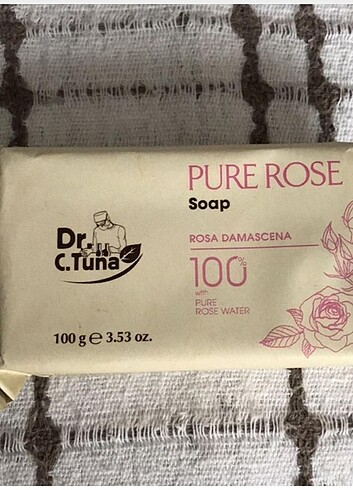 PURE ROSE
Soap
ROSA DAMASCENA
100%
with
PURE
ROSE WATER
Dr.
C.Tuna
100 g e 3.53 oz.